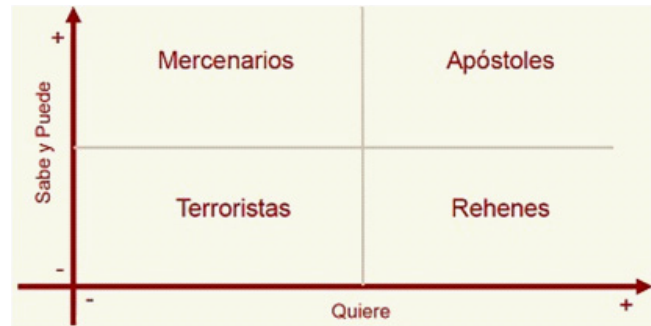 +
Mercenarios
Apóstoles
Sabe y Puede
Terroristas
Rehenes
-
-
Quiere
+